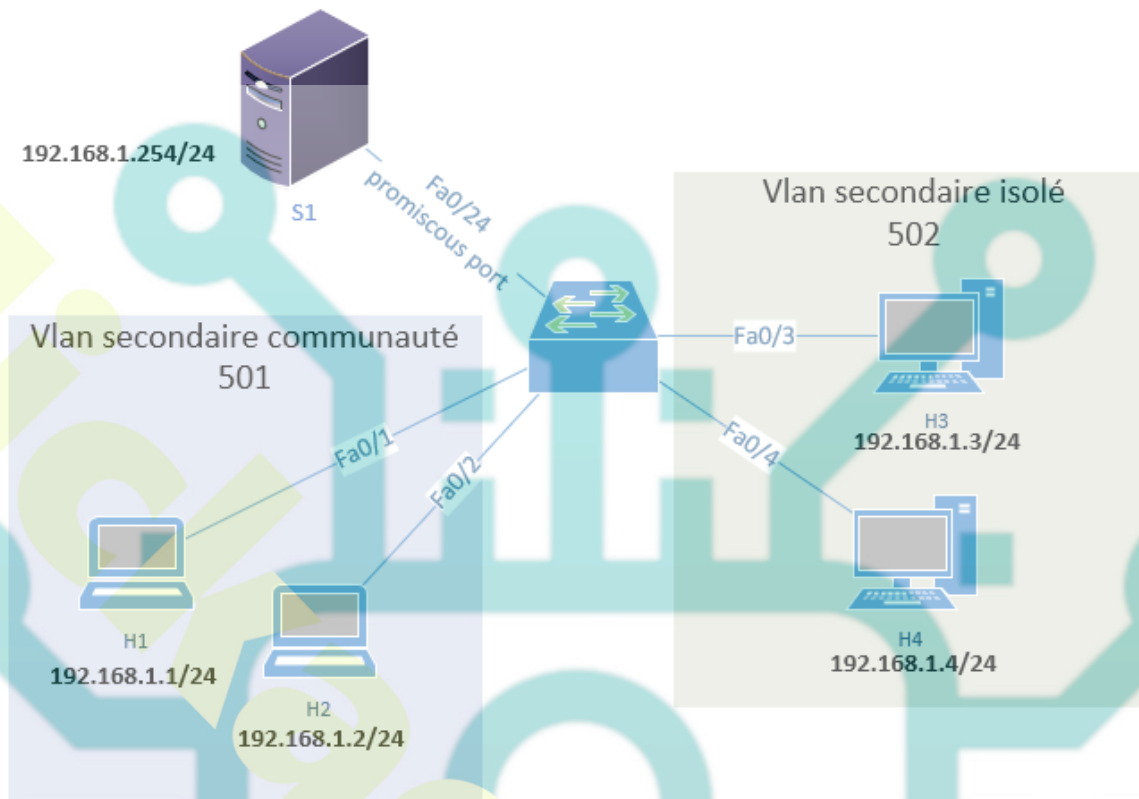 192.168.1.254/24
S1
Fa0/24
promiscous port
Vlan secondaire isolé
502
Fa0/3
H3
192.168.1.3/24
Fa0/4
H4
192.168.1.4/24
Vlan secondaire communauté
501
Fa0/1
Fa0/2
H1
192.168.1.1/24
H2
192.168.1.2/24